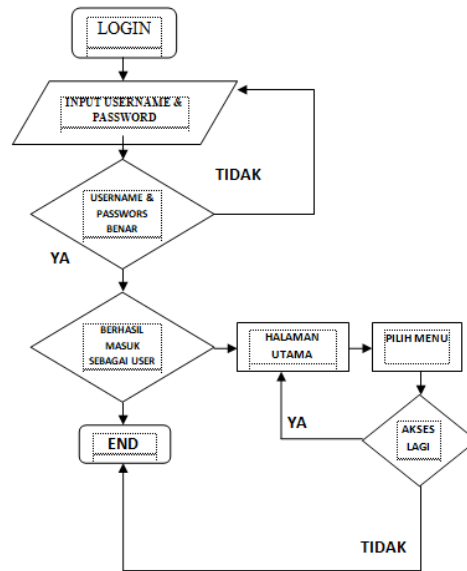 LOGIN
INPUT USERNAME &
PASSWORD
TIDAK
USERNAME &
PASSWORS
BENAR
YA
BERHASIL
MASUK
SEBAGAI USER
HALAMAN
UTAMA
PILIH MENU
YA
AKSES
LAGI
END
TIDAK